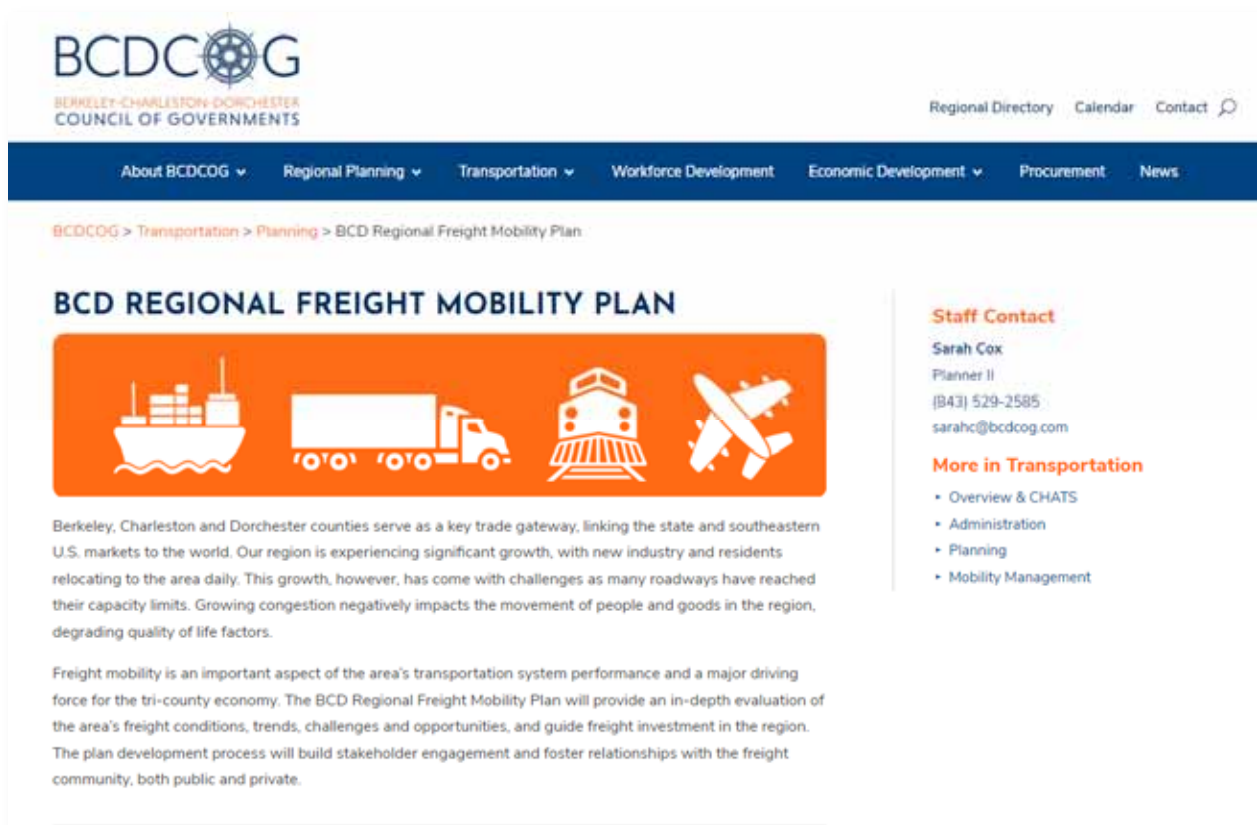 BCDCOG
BERKELEY·CHARLESTON·DORCHESTER
COUNCIL OF GOVERNMENTS
Regional Directory Calendar Contact
About BCDCOG Regional Planning Transportation Workforce Development Economic Development Procurement News
BCDCOG > Transportation > Planning > BCD Regional Freight Mobility Plan
BCD REGIONAL FREIGHT MOBILITY PLAN
Berkeley, Charleston and Dorchester counties serve as a key trade gateway, linking the state and southeastern
U.S. markets to the world. Our region is experiencing significant growth, with new industry and residents
relocating to the area daily. This growth, however, has come with challenges as many roadways have reached
their capacity limits. Growing congestion negatively impacts the movement of people and goods in the region,
degrading quality of life factors.
Freight mobility is an important aspect of the area's transportation system performance and a major driving
force for the tri-county economy. The BCD Regional Freight Mobility Plan will provide an in-depth evaluation of
the area's freight conditions, trends, challenges and opportunities, and guide freight investment in the region.
The plan development process will build stakeholder engagement and foster relationships with the freight
community, both public and private.
Staff Contact
Sarah Cox
Planner II
(843) 529-2585
sarahc@bcdcog.com
More in Transportation
‣ Overview & CHATS
‣ Administration
‣ Planning
‣ Mobility Management